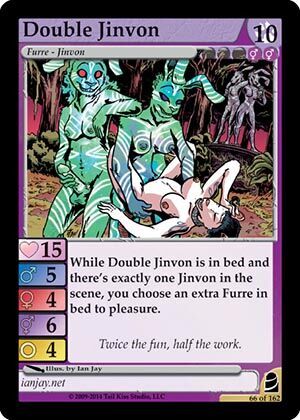 Double Jinvon
10
Furre - Jinvon
15
5
4
6
4
While Double Jinvon is in bed and
there's exactly one Jinvon in the
scene, you choose an extra Furre in
bed to pleasure.
Twice the fun, half the work.
Illus. by Ian Jay
ianjay.net
© 2009-2014 Tail Kiss Studio, LLC
66 of 162